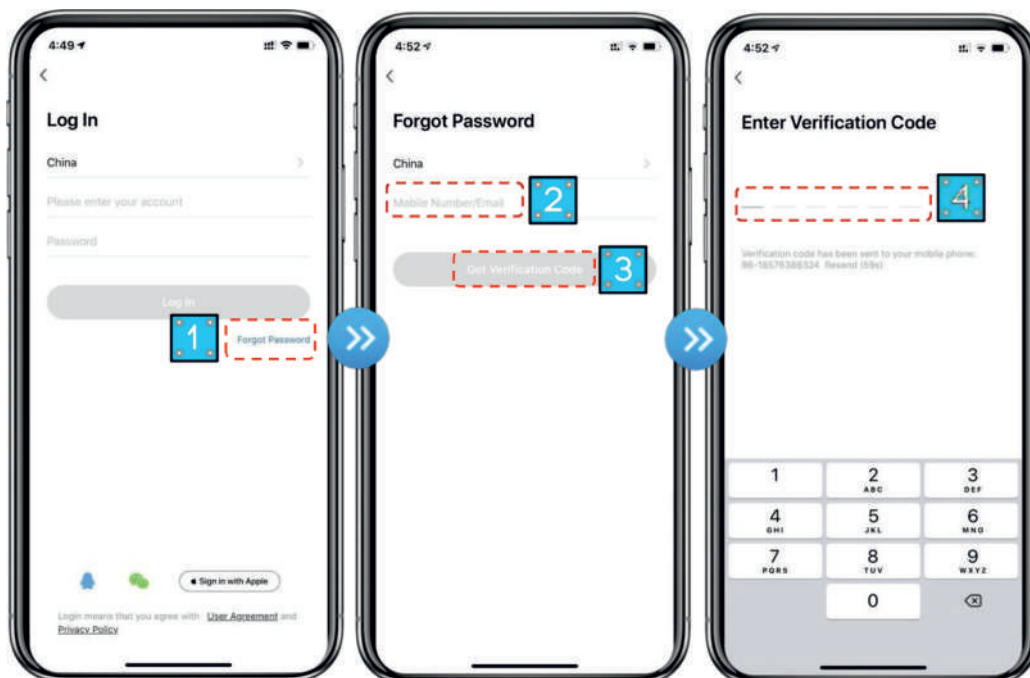 4:49
Log In
China
Please enter your account
Password
Log In
1
Forgot Password
Sign in with Apple
Login means that you agree with User Agreement and
Privacy Policy
4:52
Forgot Password
China
Mobile Number/Email
2
Get Verification Code
3
4:52
Enter Verification Code
4
Verification code has been sent to your mobile phone:
86-18576386324 Resend (59s)
1
2
ABC
3
DEF
4
GHI
5
JKL
6
MNO
7
PQRS
8
TUV
9
WXYZ
0